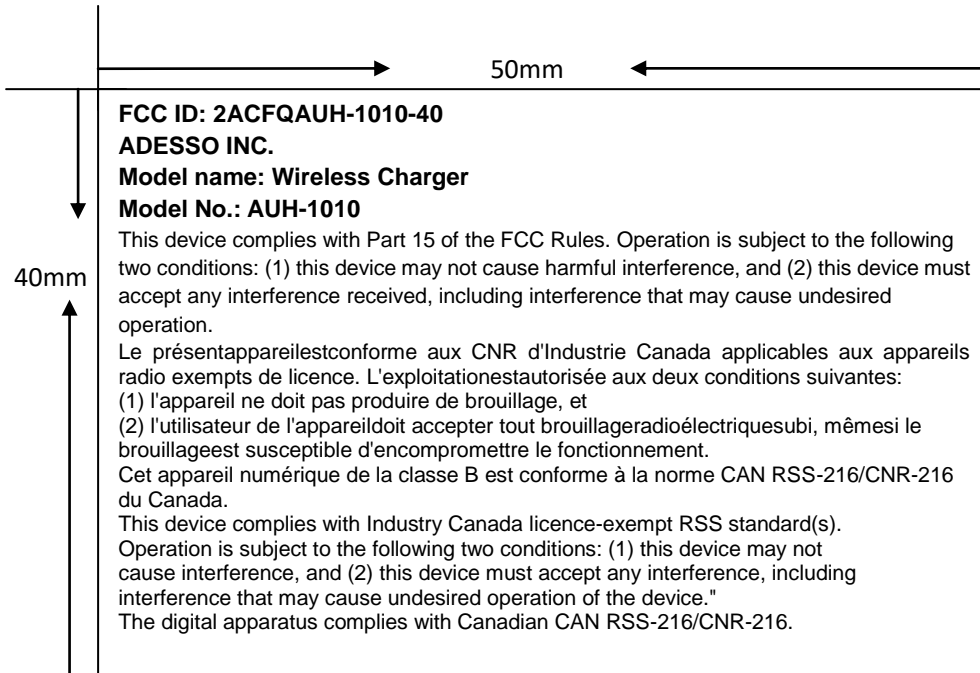 50mm
FCC ID: 2ACFQAUH-1010-40
ADESSO INC.
Model name: Wireless Charger
Model No.: AUH-1010
This device complies with Part 15 of the FCC Rules. Operation is subject to the following
two conditions: (1) this device may not cause harmful interference, and (2) this device must
40mm
accept any interference received, including interference that may cause undesired
operation.
Le présentappareilestconforme aux CNR d'Industrie Canada applicables aux appareils
radio exempts de licence. L'exploitationestautorisée aux deux conditions suivantes:
(1) l'appareil ne doit pas produire de brouillage, et
(2) l'utilisateur de l'appareildoit accepter tout brouillageradioélectriquesubi, mêmesi le
brouillageest susceptible d'encompromettre le fonctionnement.
Cet appareil numérique de la classe B est conforme à la norme CAN RSS-216/CNR-216
du Canada.
This device complies with Industry Canada licence-exempt RSS standard(s).
Operation is subject to the following two conditions: (1) this device may not
cause interference, and (2) this device must accept any interference, including
interference that may cause undesired operation of the device."
The digital apparatus complies with Canadian CAN RSS-216/CNR-216.